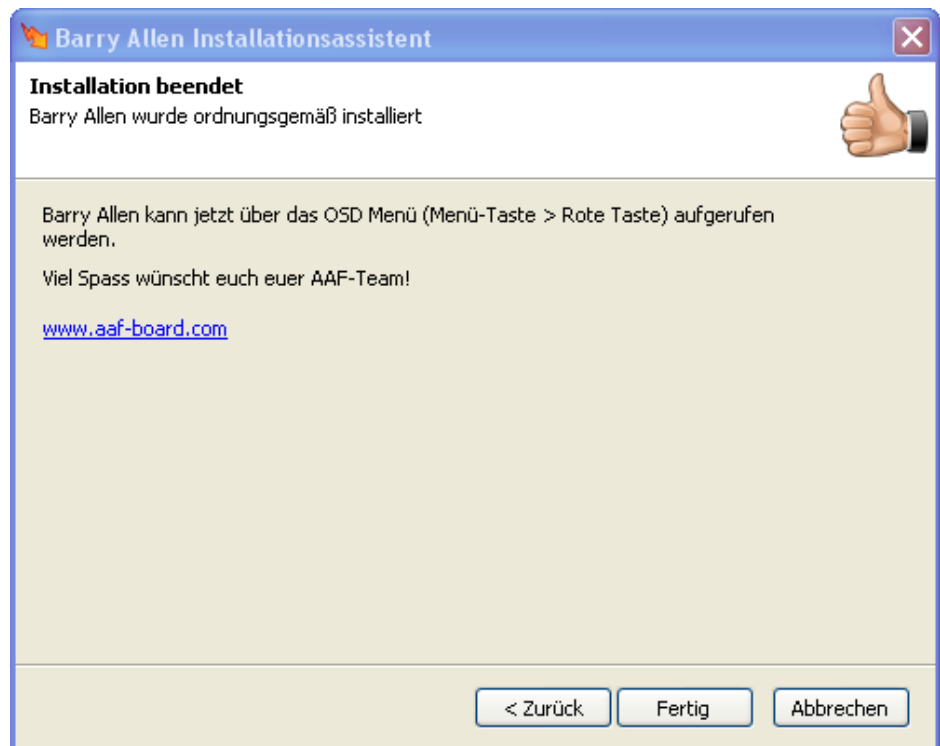 Barry Allen Installationsassistent
Installation beendet
Barry Allen wurde ordnungsgemäß installiert
Barry Allen kann jetzt über das OSD Menü (Menü-Taste > Rote Taste) aufgerufen
werden.
Viel Spass wünscht euch euer AAF-Team!
www.aaf-board.com
< Zurück
Fertig
Abbrechen